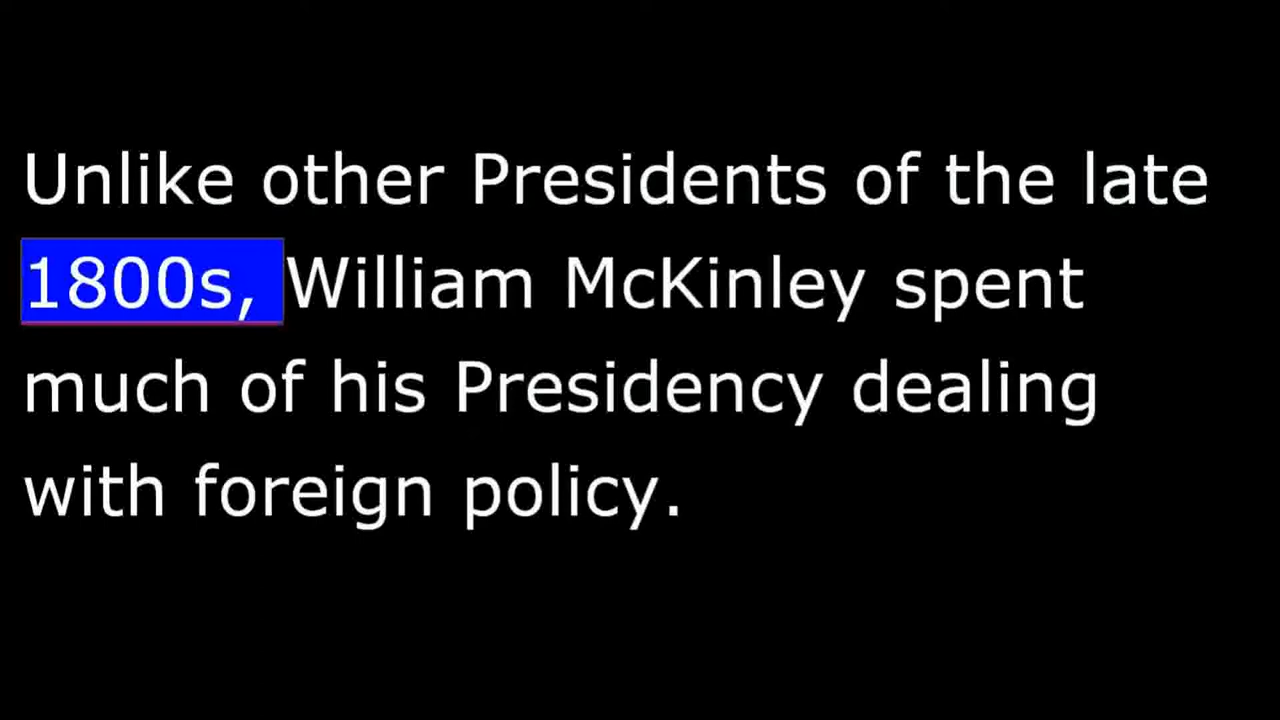 Unlike other Presidents of the late
1800s, William McKinley spent
much of his Presidency dealing
with foreign policy.